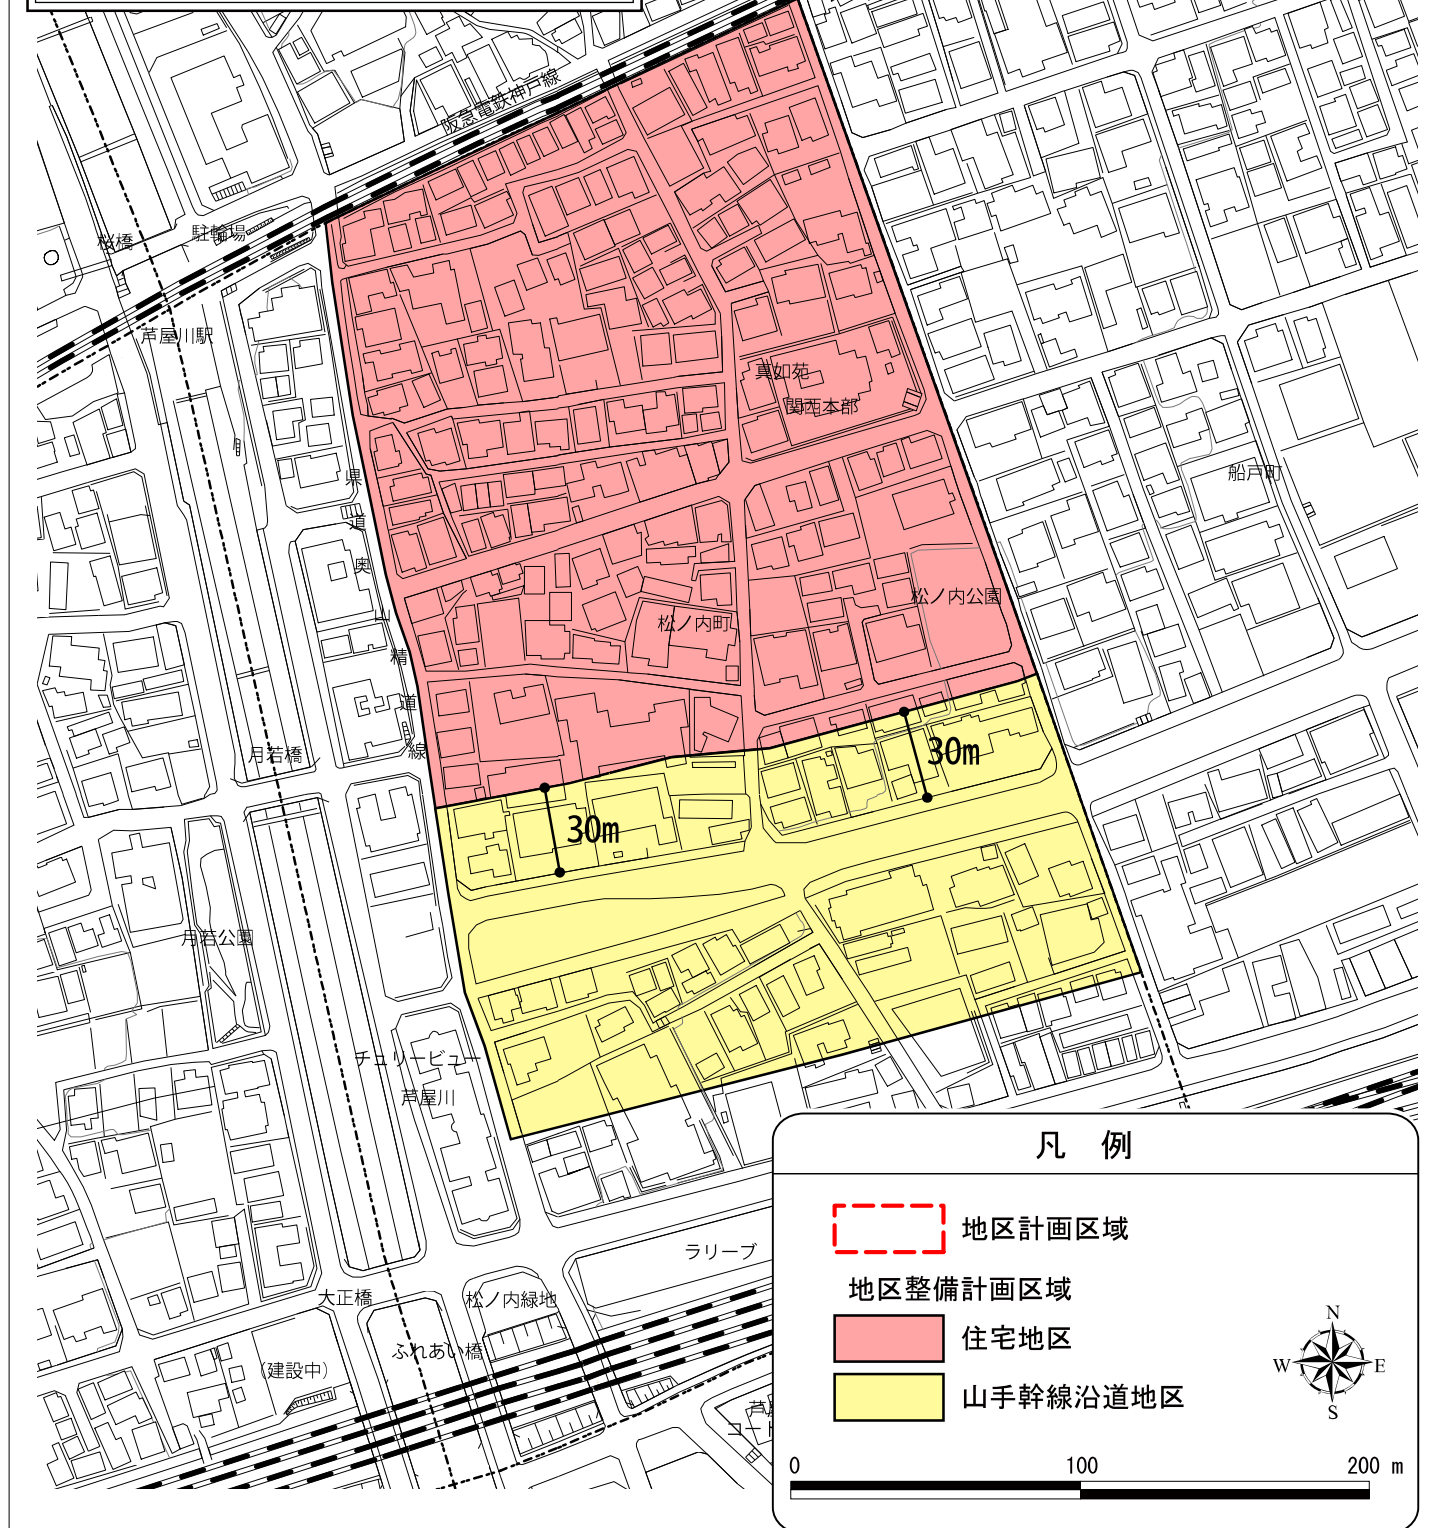 阪急電鉄神戸線
桜橋
駐輪場
芦屋川駅
真如苑
関西本部
船戸町
県道奥山精道線
松ノ内公園
松ノ内町
月若橋
30m
30m
月若公園
チェリービュー
芦屋川
凡 例
地区計画区域
地区整備計画区域
住宅地区
山手幹線沿道地区
N
W E
S
0 100 200 m
ラリーブ
大正橋
松ノ内緑地
ふれあい橋
(建設中)